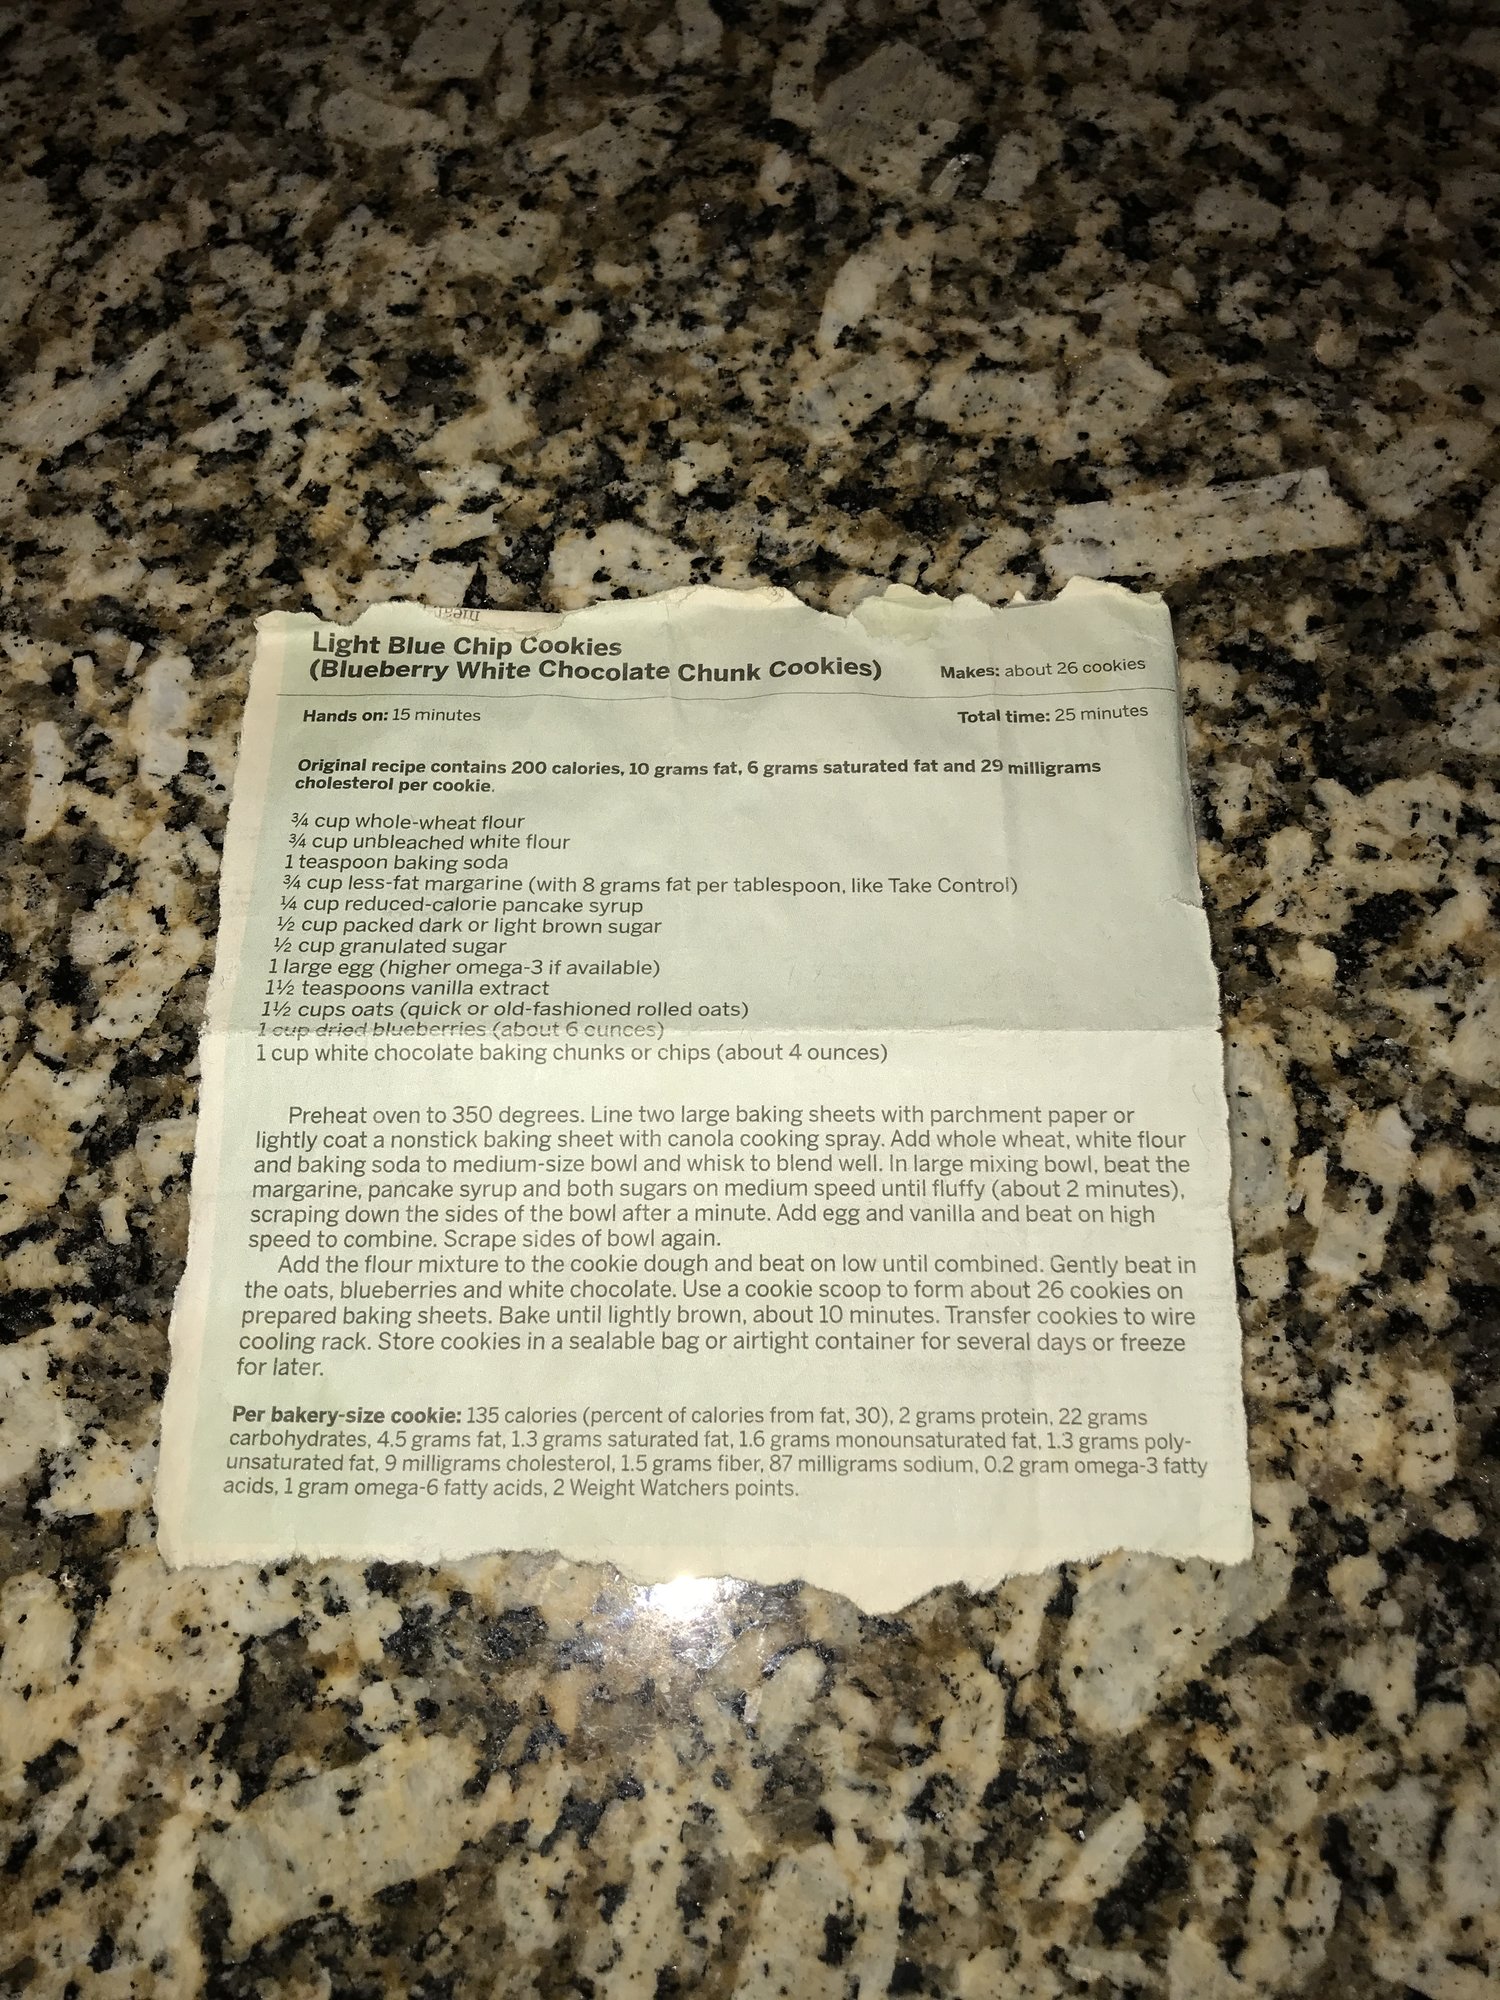 Light Blue Chip Cookies
(Blueberry White Chocolate Chunk Cookies)
Makes: about 26 cookies
Hands on: 15 minutes
Total time: 25 minutes
Original recipe contains 200 calories, 10 grams fat, 6 grams saturated fat and 29 milligrams
cholesterol per cookie.
¾ cup whole-wheat flour
¾ cup unbleached white flour
1 teaspoon baking soda
¾ cup less-fat margarine (with 8 grams fat per tablespoon, like Take Control)
¼ cup reduced-calorie pancake syrup
½ cup packed dark or light brown sugar
½ cup granulated sugar
1 large egg (higher omega-3 if available)
1½ teaspoons vanilla extract
1½ cups oats (quick or old-fashioned rolled oats)
1 cup dried blueberries (about 6 ounces)
1 cup white chocolate baking chunks or chips (about 4 ounces)
Preheat oven to 350 degrees. Line two large baking sheets with parchment paper or
lightly coat a nonstick baking sheet with canola cooking spray. Add whole wheat, white flour
and baking soda to medium-size bowl and whisk to blend well. In large mixing bowl, beat the
margarine, pancake syrup and both sugars on medium speed until fluffy (about 2 minutes),
scraping down the sides of the bowl after a minute. Add egg and vanilla and beat on high
speed to combine. Scrape sides of bowl again.
Add the flour mixture to the cookie dough and beat on low until combined. Gently beat in
the oats, blueberries and white chocolate. Use a cookie scoop to form about 26 cookies on
prepared baking sheets. Bake until lightly brown, about 10 minutes. Transfer cookies to wire
cooling rack. Store cookies in a sealable bag or airtight container for several days or freeze
for later.
Per bakery-size cookie: 135 calories (percent of calories from fat, 30), 2 grams protein, 22 grams
carbohydrates, 4.5 grams fat, 1.3 grams saturated fat, 1.6 grams monounsaturated fat, 1.3 grams poly-
unsaturated fat, 9 milligrams cholesterol, 1.5 grams fiber, 87 milligrams sodium, 0.2 gram omega-3 fatty
acids, 1 gram omega-6 fatty acids, 2 Weight Watchers points.